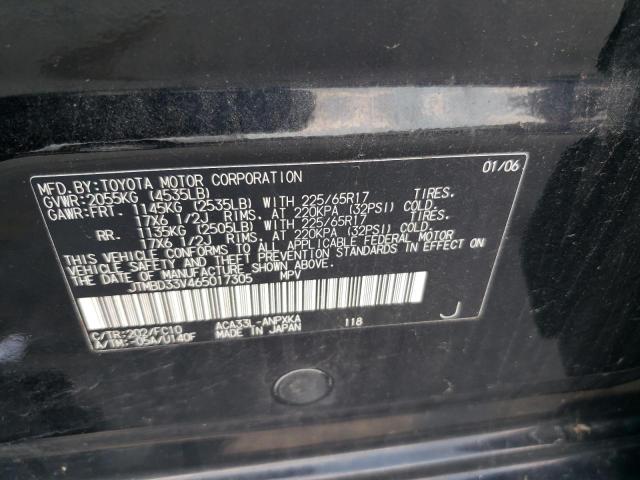 MFD.BY:TOYOTA MOTOR CORPORATION 01/06
GVWR:2055KG (4535LB)
GAWR:FRT. 1145KG (2535LB) WITH 225/65R17 TIRES.
17X6 1/2J RIMS. AT 220KPA (32PSI) COLD.
RR. 1135KG (2505LB) WITH 225/65R17 TIRES.
17X6 1/2J RIMS. AT 220KPA (32PSI) COLD.
THIS VEHICLE CONFORMS TO ALL APPLICABLE FEDERAL MOTOR
VEHICLE SAFETY AND THEFT PREVENTION STANDARDS IN EFFECT ON
THE DATE OF MANUFACTURE SHOWN ABOVE.
JTMBD33V465017305 MPV
C/TR:202/FC10 ACA33L-ANPXKA 118 J
A/TM:-05A/U140F MADE IN JAPAN